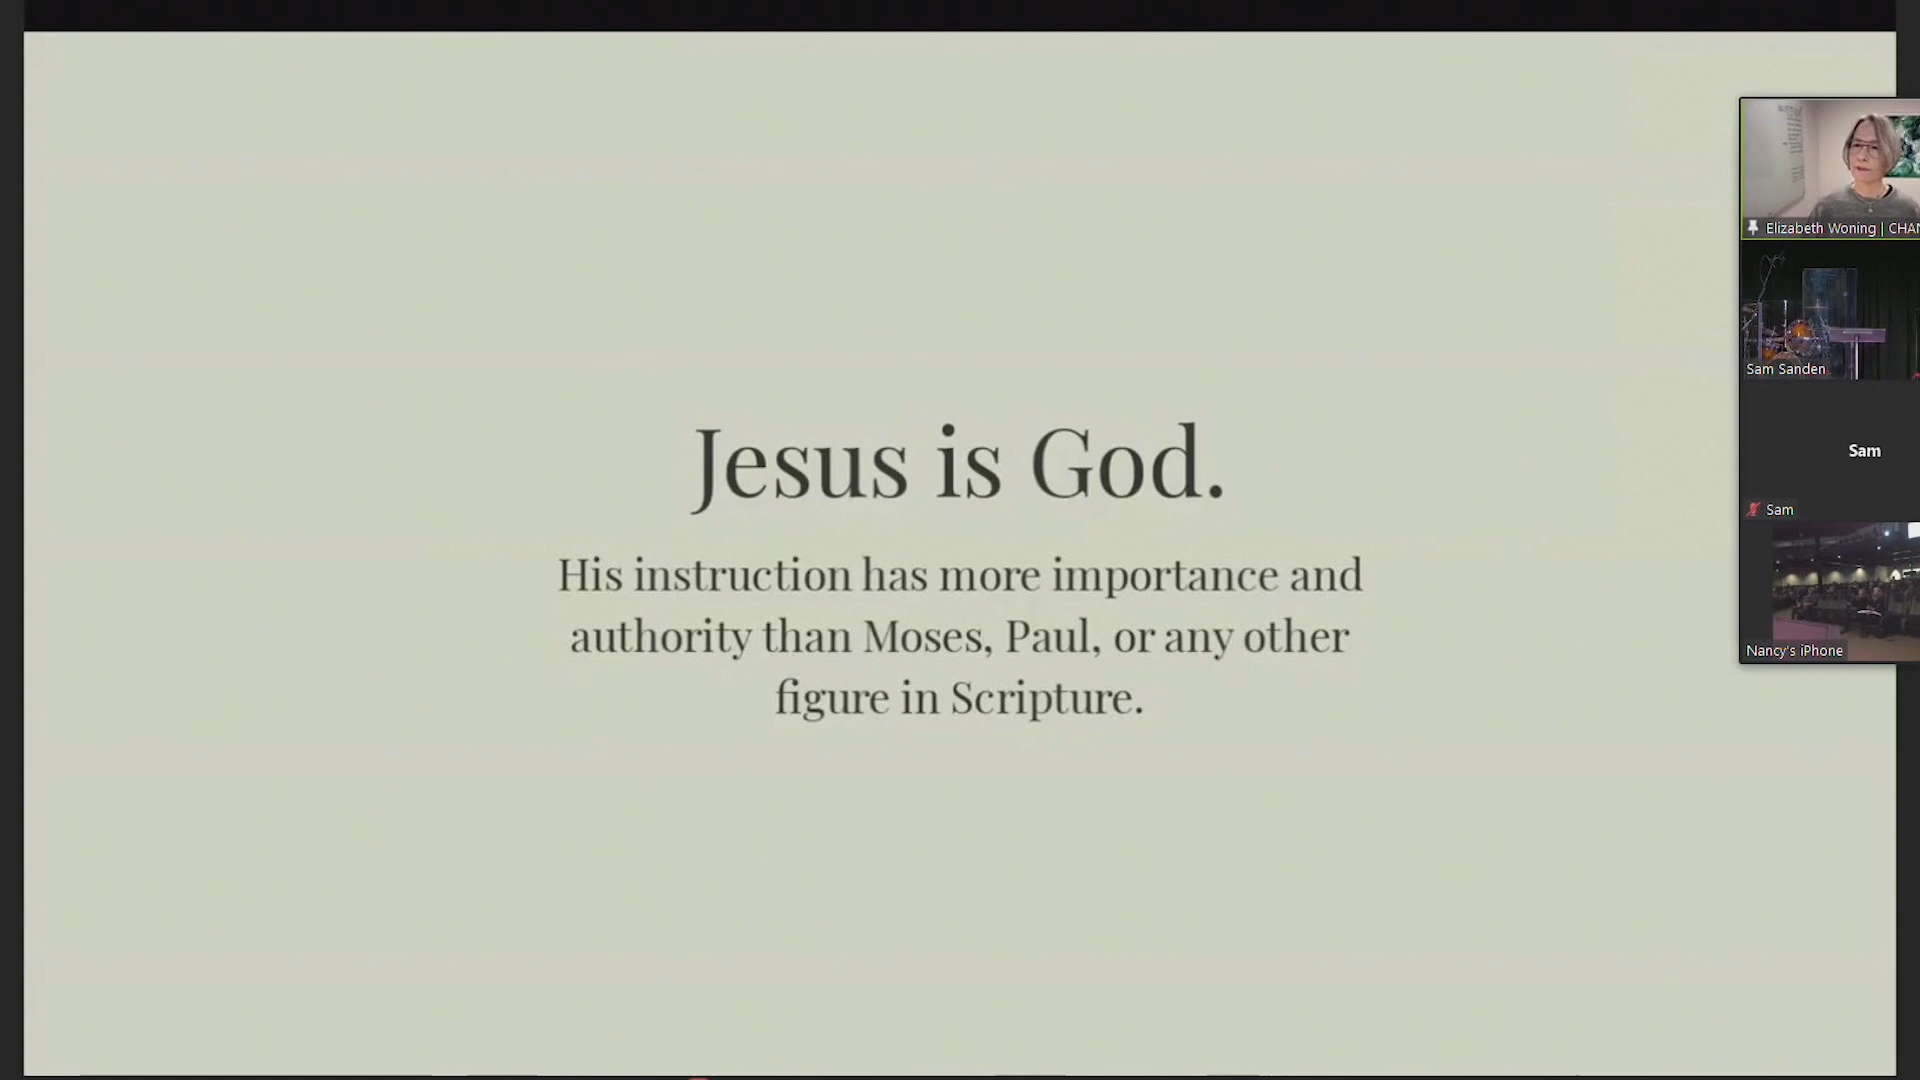 Jesus is God.
His instruction has more importance and
authority than Moses, Paul, or any other
figure in Scripture.
Elizabeth Woning | CHAN
Sam Sanden
Sam
Sam
Nancy's iPhone